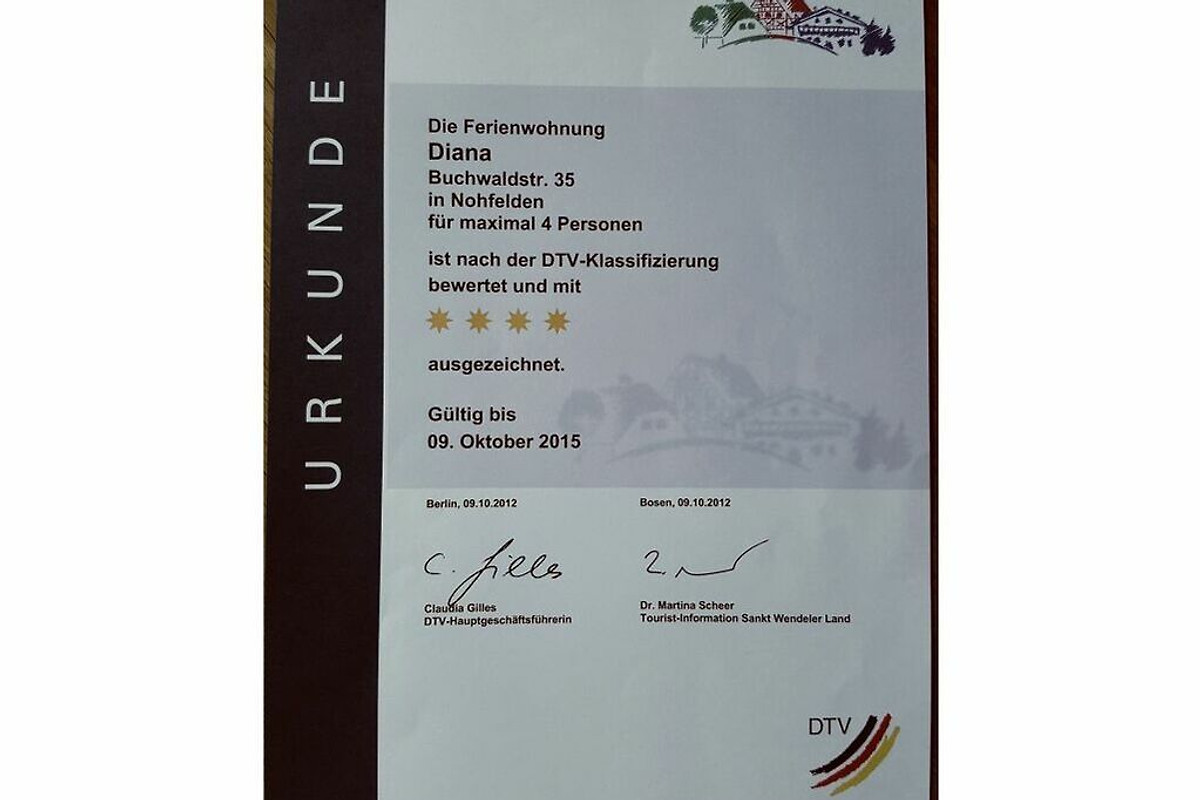 URKUNDE
Die Ferienwohnung
Diana
Buchwaldstr. 35
in Nohfelden
für maximal 4 Personen
ist nach der DTV-Klassifizierung
bewertet und mit
ausgezeichnet.
Gültig bis
09. Oktober 2015
Berlin, 09.10.2012
Bosen, 09.10.2012
C. Gilles
Claudia Gilles
DTV-Hauptgeschäftsführerin
Dr. Martina Scheer
Tourist-Information Sankt Wendeler Land
DTV